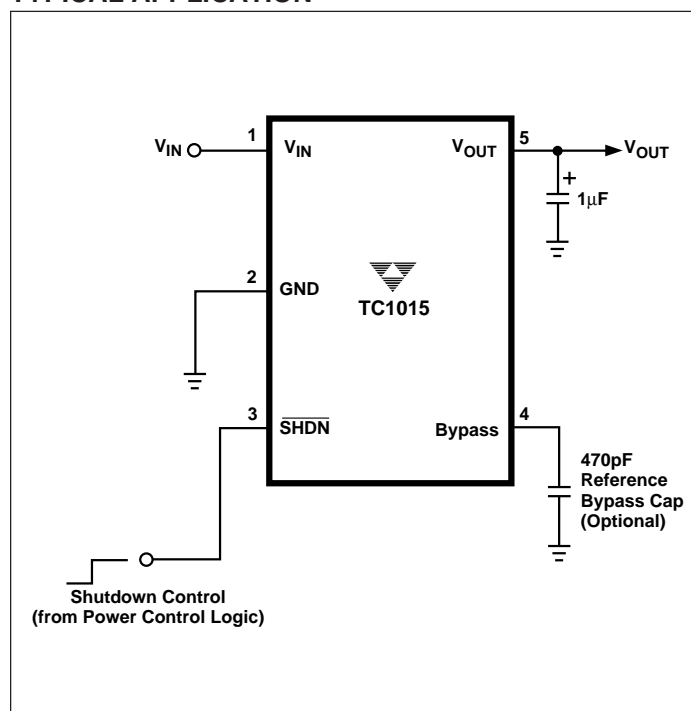 TYPICAL APPLICATION
1
5
V_IN
V_IN
V_OUT
V_OUT
+
1µF
2
GND
TC1015
3
4
SHDN
Bypass
470pF
Reference
Bypass Cap
(Optional)
Shutdown Control
(from Power Control Logic)